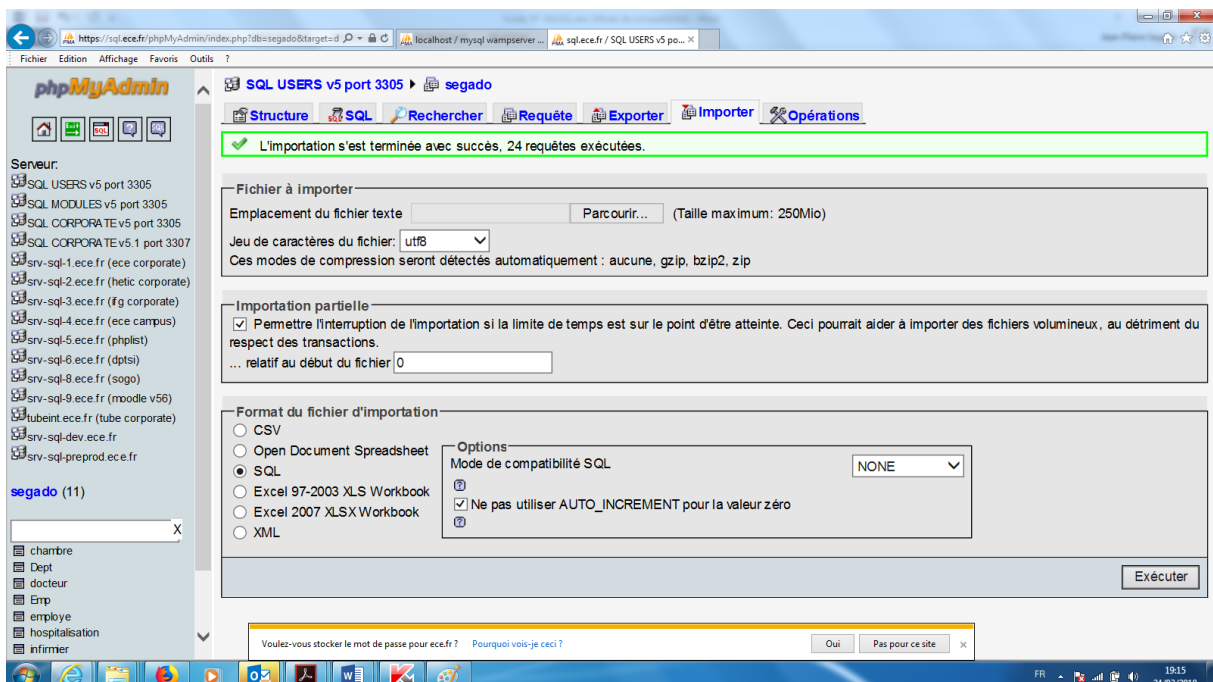 https://sql.ece.fr/phpMyAdmin/index.php?db=segado&target=d
localhost / mysql wampserver ...
sql.ece.fr / SQL USERS v5 po...
Fichier Edition Affichage Favoris Outils ?
phpMyAdmin
SQL
Serveur:
SQL USERS v5 port 3305
SQL MODULES v5 port 3305
SQL CORPORATE v5 port 3305
SQL CORPORATE v5.1 port 3307
srv-sql-1.ece.fr (ece corporate)
srv-sql-2.ece.fr (hetic corporate)
srv-sql-3.ece.fr (ifg corporate)
srv-sql-4.ece.fr (ece campus)
srv-sql-5.ece.fr (phplist)
srv-sql-6.ece.fr (dptsi)
srv-sql-8.ece.fr (sogo)
srv-sql-9.ece.fr (moodle v56)
tubeint.ece.fr (tube corporate)
srv-sql-dev.ece.fr
srv-sql-preprod.ece.fr
segado (11)
X
chambre
Dept
docteur
Emp
employe
hospitalisation
infirmier
SQL USERS v5 port 3305 segado
Structure SQL Rechercher Requête Exporter Importer Opérations
L'importation s'est terminée avec succès, 24 requêtes exécutées.
Fichier à importer
Emplacement du fichier texte Parcourir... (Taille maximum: 250Mio)
Jeu de caractères du fichier: utf8
Ces modes de compression seront détectés automatiquement : aucune, gzip, bzip2, zip
Importation partielle
Permettre l'interruption de l'importation si la limite de temps est sur le point d'être atteinte. Ceci pourrait aider à importer des fichiers volumineux, au détriment du
respect des transactions.
... relatif au début du fichier 0
Format du fichier d'importation
CSV
Open Document Spreadsheet
SQL
Excel 97-2003 XLS Workbook
Excel 2007 XLSX Workbook
XML
Options
Mode de compatibilité SQL NONE
Ne pas utiliser AUTO_INCREMENT pour la valeur zéro
Exécuter
Voulez-vous stocker le mot de passe pour ece.fr ? Pourquoi vois-je ceci ? Oui Pas pour ce site ×
FR 19:15